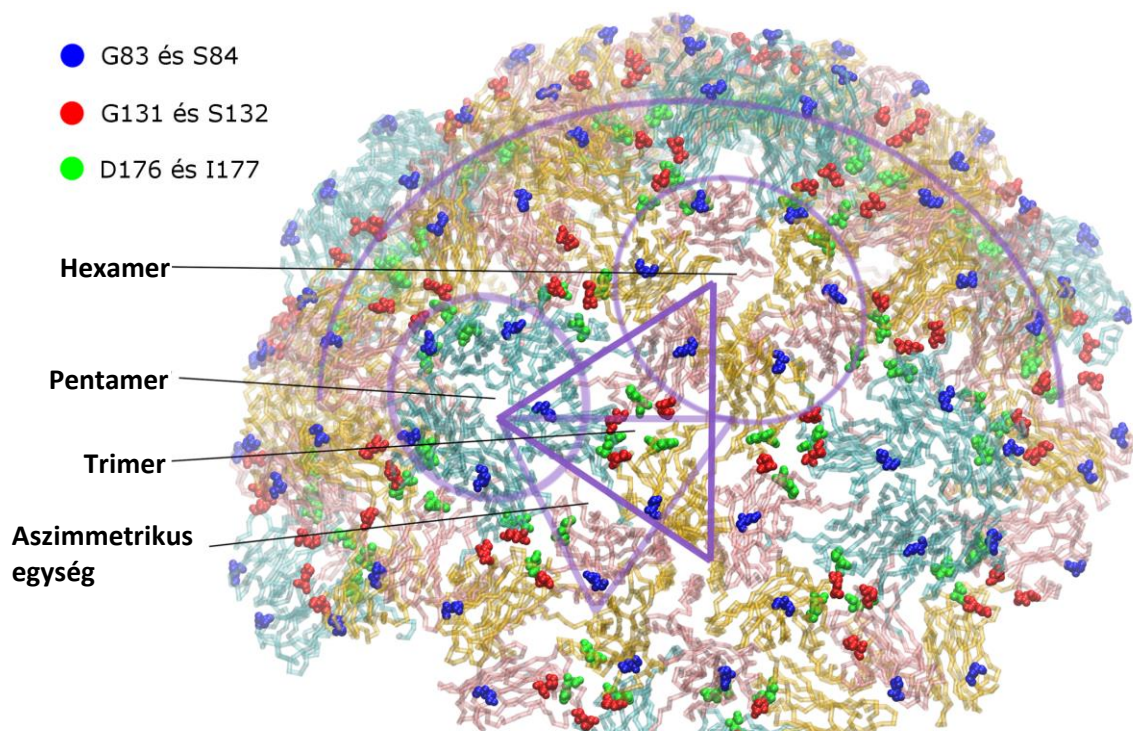 G83 és S84
G131 és S132
D176 és I177
Hexamer
Pentamer
Trimer
Aszimmetrikus
egység